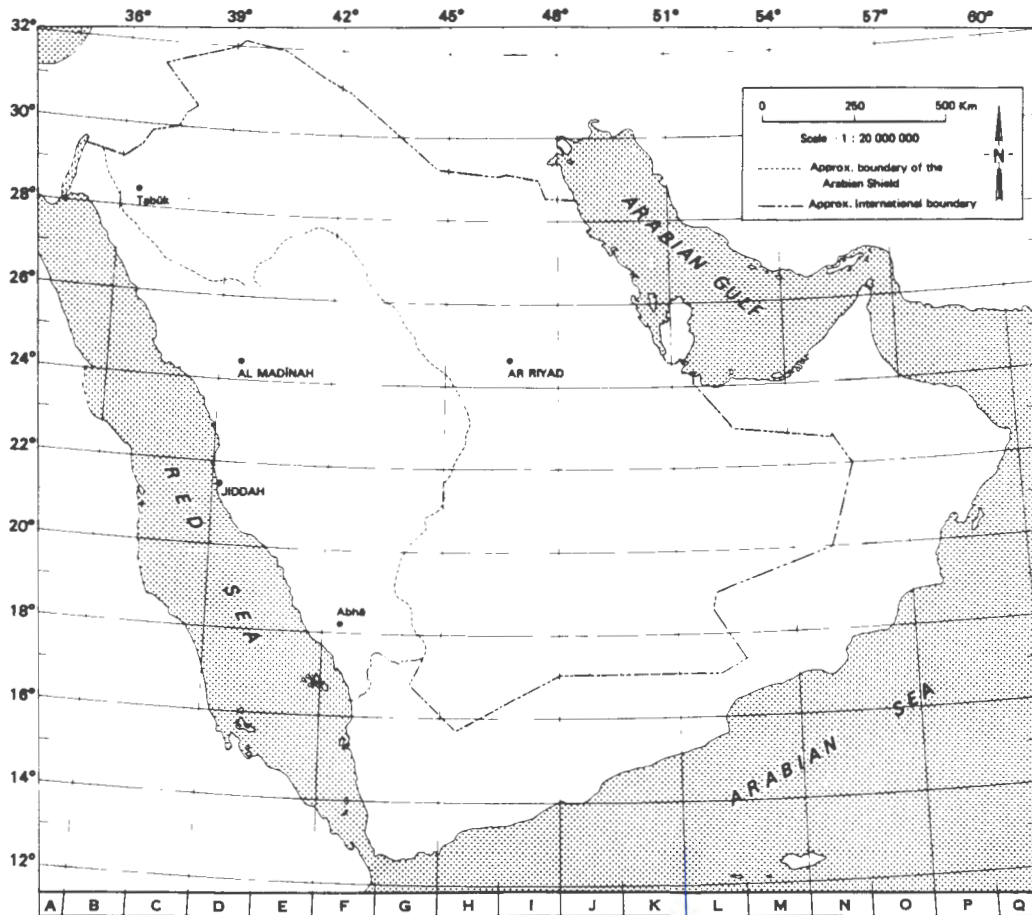 36° 39° 42° 45° 48° 51° 54° 57° 60°
32°
30°
28°
26°
24°
22°
20°
18°
16°
14°
12°
0 250 500 Km
Scale 1 : 20 000 000
Approx. boundary of the
Arabian Shield
Approx. International boundary
N
Tabūk
ARABIAN GULF
AL MADĪNAH
AR RIYAD
JIDDAH
RED
SEA
Abhā
ARABIAN
SEA
A B C D E F G H I J K L M N O P Q